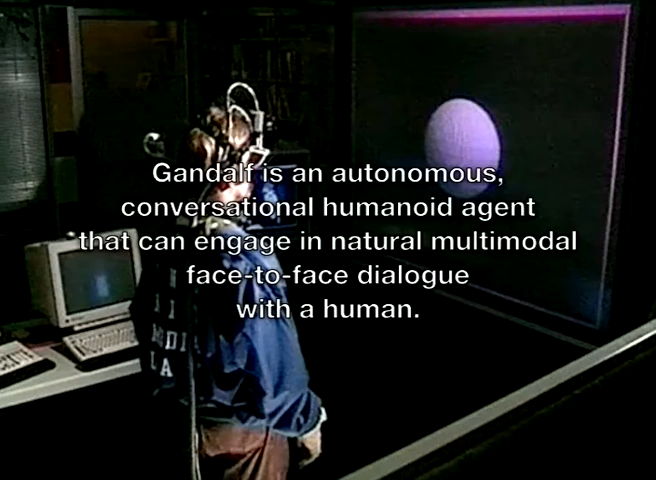 Gandalf is an autonomous,
conversational humanoid agent
that can engage in natural multimodal
face-to-face dialogue
with a human.